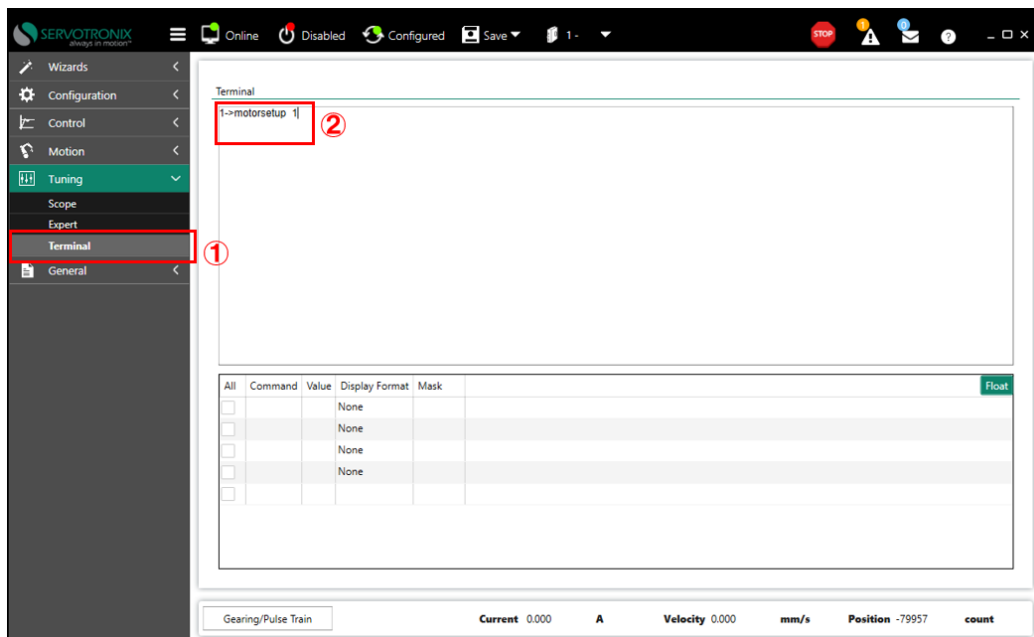 SERVOTRONIX
always in motion™
Online Disabled Configured Save 1 - STOP 1 0 ?
Wizards
Configuration
Control
Motion
Tuning
Scope
Expert
Terminal
General
①
Terminal
1->motorsetup 1
②
All Command Value Display Format Mask Float
None
None
None
None
Gearing/Pulse Train Current 0.000 A Velocity 0.000 mm/s Position -79957 count